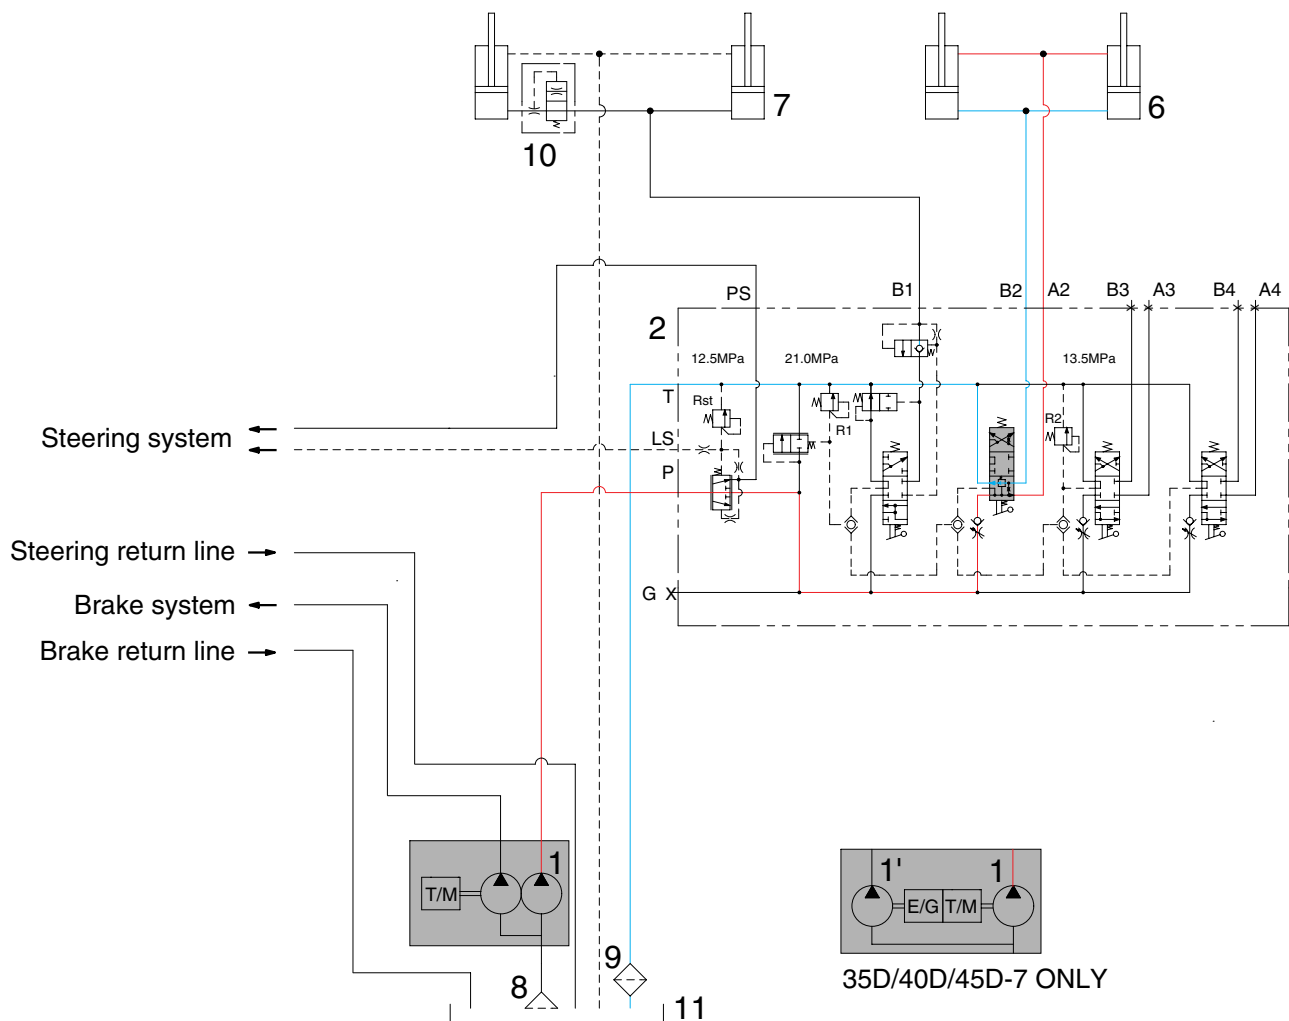 7
6
10
PS
B1
B2
A2
B3
A3
B4
A4
2
12.5MPa
21.0MPa
13.5MPa
T
Rst
R1
R2
LS
Steering system
P
Steering return line
G X
Brake system
Brake return line
1
T/M
1'
1
E/G
T/M
9
8
35D/40D/45D-7 ONLY
11